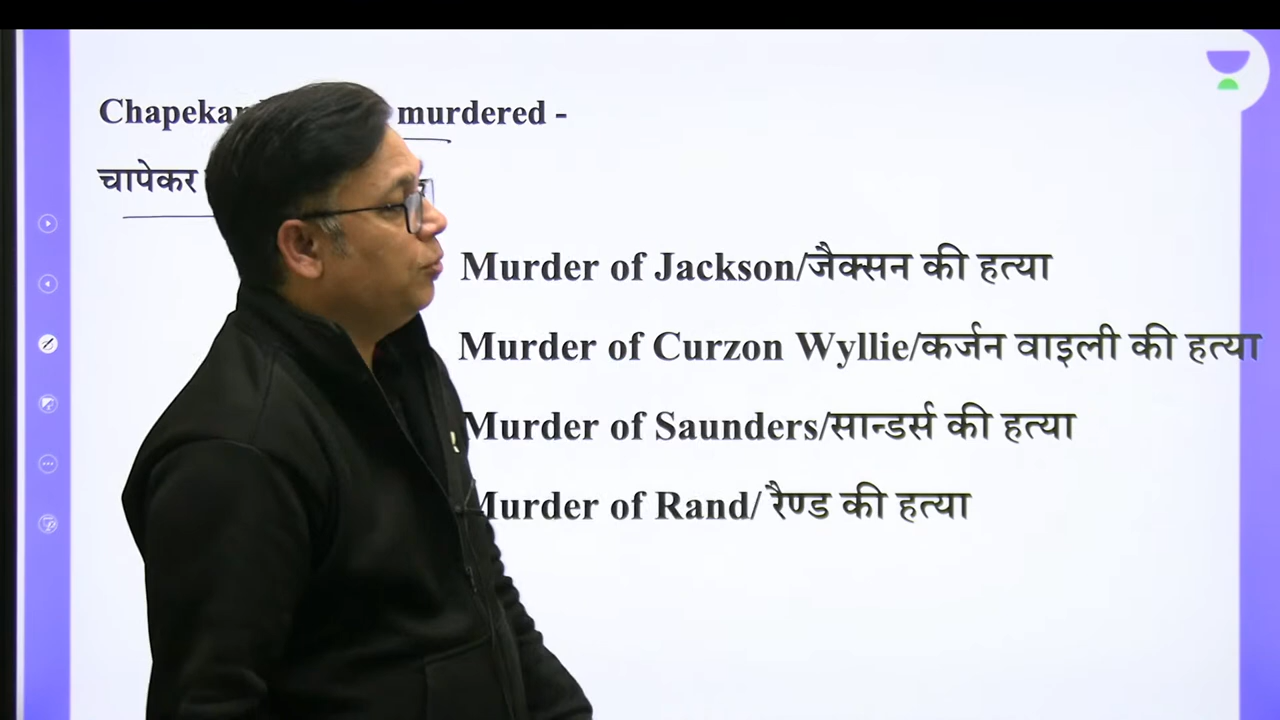 murdered -
चापेकर
Murder of Jackson/जैक्सन की हत्या
Murder of Curzon Wyllie/कर्जन वाइली की हत्या
Murder of Saunders/सान्डर्स की हत्या
Murder of Rand/ रैण्ड की हत्या